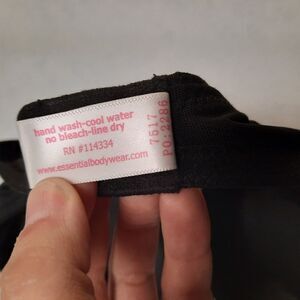 hand wash-cool water
no bleach-line dry
RN #114334
www.essentialbodywear.com
7517
PO:2286